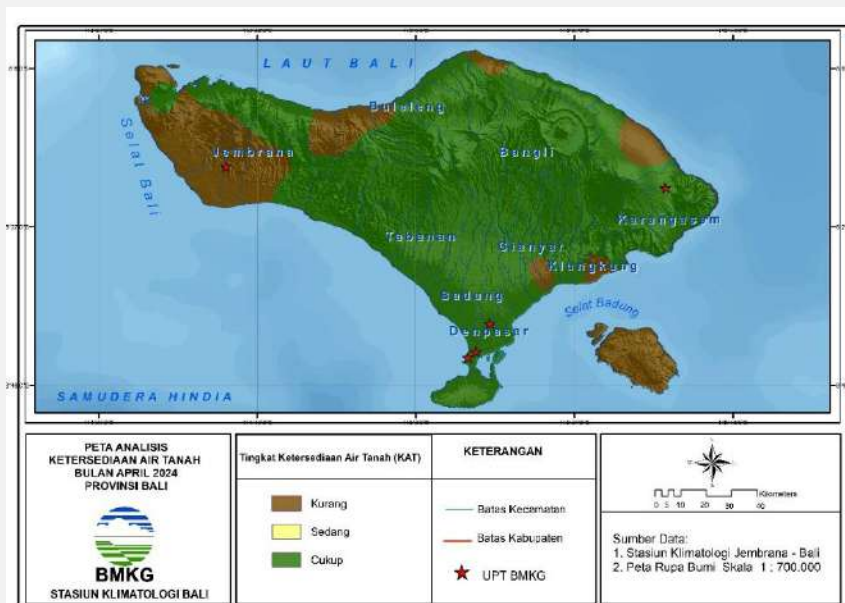 LAUT BALI
Buleleng
Selat Bali
Jembrana
Bangli
Karangasem
Tabanan
Gianyar
Klungkung
Badung
Selat Badung
Denpasar
SAMUDERA HINDIA
PETA ANALISIS
KETERSEDIAAN AIR TANAH
BULAN APRIL 2024
PROVINSI BALI
BMKG
STASIUN KLIMATOLOGI BALI
Tingkat Ketersediaan Air Tanah (KAT)
Kurang
Sedang
Cukup
KETERANGAN
Batas Kecamatan
Batas Kabupaten
UPT BMKG
Kilometers
0 5 10 20 30 40
Sumber Data:
1. Stasiun Klimatologi Jembrana - Bali
2. Peta Rupa Bumi Skala 1 : 700.000